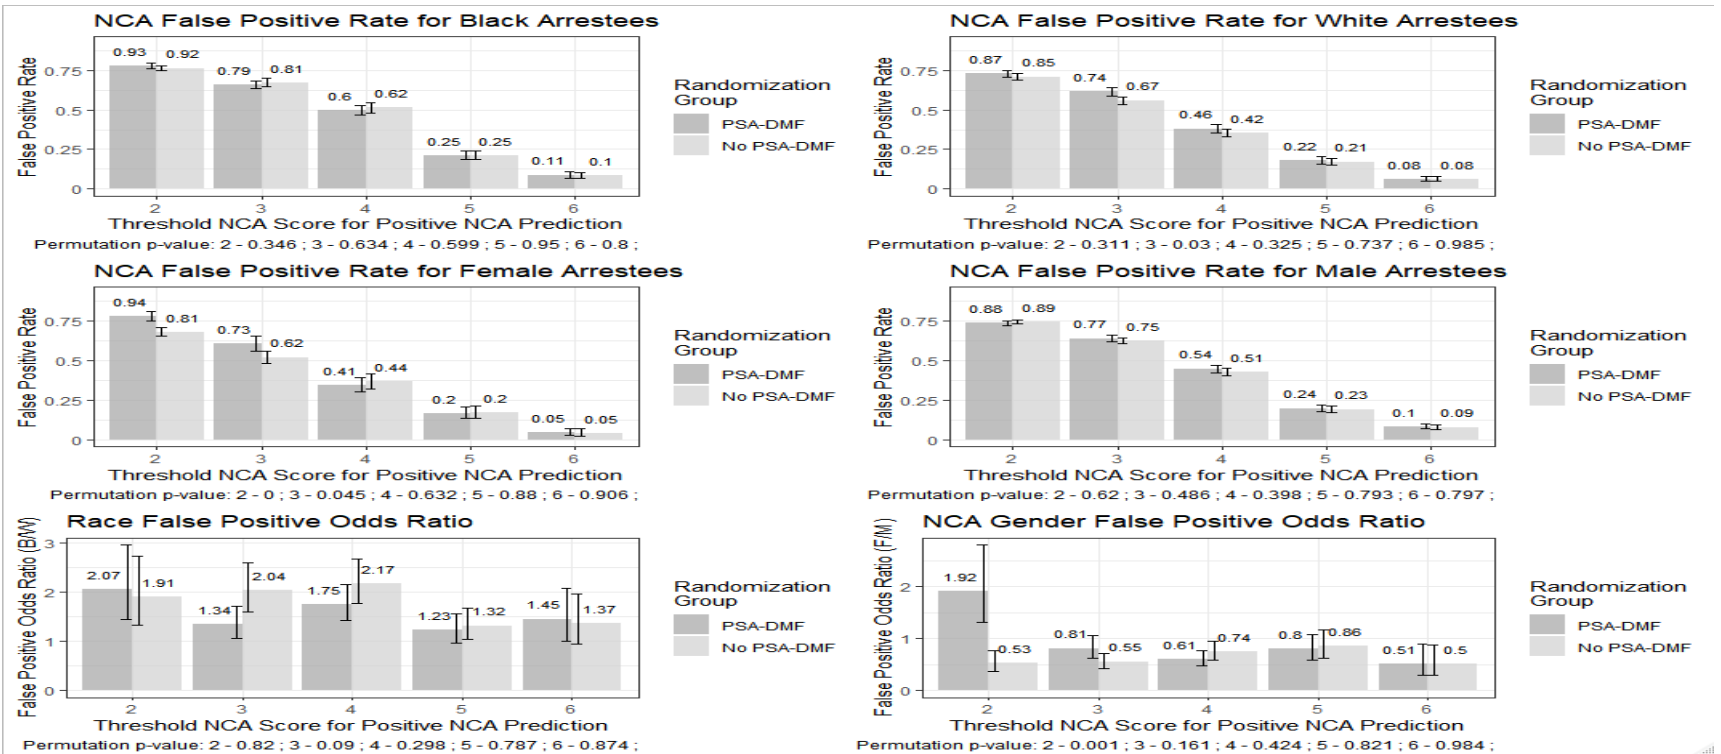 NCA False Positive Rate for Black Arrestees
False Positive Rate
0.75
0.5
0.25
0
0.93 0.92
0.79 0.81
0.6 0.62
0.25 0.25
0.11 0.1
2 3 4 5 6
Threshold NCA Score for Positive NCA Prediction
Permutation p-value: 2 - 0.346 ; 3 - 0.634 ; 4 - 0.599 ; 5 - 0.95 ; 6 - 0.8 ;
Randomization
Group
PSA-DMF
No PSA-DMF
NCA False Positive Rate for White Arrestees
False Positive Rate
0.75
0.5
0.25
0
0.87 0.85
0.74 0.67
0.46 0.42
0.22 0.21
0.08 0.08
2 3 4 5 6
Threshold NCA Score for Positive NCA Prediction
Permutation p-value: 2 - 0.311 ; 3 - 0.03 ; 4 - 0.325 ; 5 - 0.737 ; 6 - 0.985 ;
Randomization
Group
PSA-DMF
No PSA-DMF
NCA False Positive Rate for Female Arrestees
False Positive Rate
0.75
0.5
0.25
0
0.94 0.81
0.73 0.62
0.41 0.44
0.2 0.2
0.05 0.05
2 3 4 5 6
Threshold NCA Score for Positive NCA Prediction
Permutation p-value: 2 - 0 ; 3 - 0.045 ; 4 - 0.632 ; 5 - 0.88 ; 6 - 0.906 ;
Randomization
Group
PSA-DMF
No PSA-DMF
NCA False Positive Rate for Male Arrestees
False Positive Rate
0.75
0.5
0.25
0
0.88 0.89
0.77 0.75
0.54 0.51
0.24 0.23
0.1 0.09
2 3 4 5 6
Threshold NCA Score for Positive NCA Prediction
Permutation p-value: 2 - 0.62 ; 3 - 0.486 ; 4 - 0.398 ; 5 - 0.793 ; 6 - 0.797 ;
Randomization
Group
PSA-DMF
No PSA-DMF
Race False Positive Odds Ratio
False Positive Odds Ratio (B/W)
3
2
1
0
2.07 1.91
1.34 2.04
1.75 2.17
1.23 1.32
1.45 1.37
2 3 4 5 6
Threshold NCA Score for Positive NCA Prediction
Permutation p-value: 2 - 0.82 ; 3 - 0.09 ; 4 - 0.298 ; 5 - 0.787 ; 6 - 0.874 ;
Randomization
Group
PSA-DMF
No PSA-DMF
NCA Gender False Positive Odds Ratio
False Positive Odds Ratio (F/M)
2
1
0
1.92 0.53
0.81 0.55
0.61 0.74
0.8 0.86
0.51 0.5
2 3 4 5 6
Threshold NCA Score for Positive NCA Prediction
Permutation p-value: 2 - 0.001 ; 3 - 0.161 ; 4 - 0.424 ; 5 - 0.821 ; 6 - 0.984 ;
Randomization
Group
PSA-DMF
No PSA-DMF